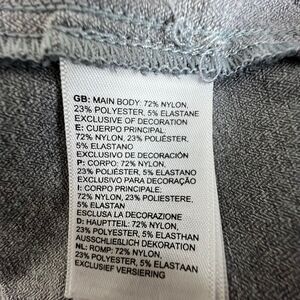 GB: MAIN BODY: 72% NYLON,
23% POLYESTER, 5% ELASTANE
EXCLUSIVE OF DECORATION
E: CUERPO PRINCIPAL:
72% NYLON, 23% POLIÉSTER,
5% ELASTANO
EXCLUSIVO DE DECORACIÓN
P: CORPO: 72% NYLON,
23% POLIÉSTER, 5% ELASTANO
EXCLUSIVO PARA DECORAÇÃO
I: CORPO PRINCIPALE:
72% NYLON, 23% POLIESTERE,
5% ELASTAN
ESCLUSA LA DECORAZIONE
D: HAUPTTEIL: 72% NYLON,
23% POLYESTER, 5% ELASTHAN
AUSSCHLIEßLICH DEKORATION
NL: ROMP: 72% NYLON,
23% POLYESTER, 5% ELASTAAN
EXCLUSIEF VERSIERING